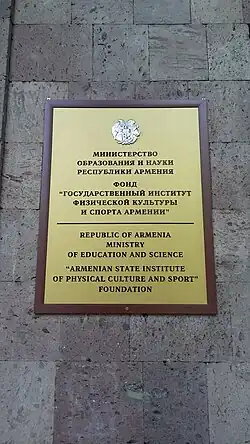 МИНИСТЕРСТВО
ОБРАЗОВАНИЯ И НАУКИ
РЕСПУБЛИКИ АРМЕНИЯ
ФОНД
“ГОСУДАРСТВЕННЫЙ ИНСТИТУТ
ФИЗИЧЕСКОЙ КУЛЬТУРЫ
И СПОРТА АРМЕНИИ”
REPUBLIC OF ARMENIA
MINISTRY
OF EDUCATION AND SCIENCE
“ARMENIAN STATE INSTITUTE
OF PHYSICAL CULTURE AND SPORT”
FOUNDATION